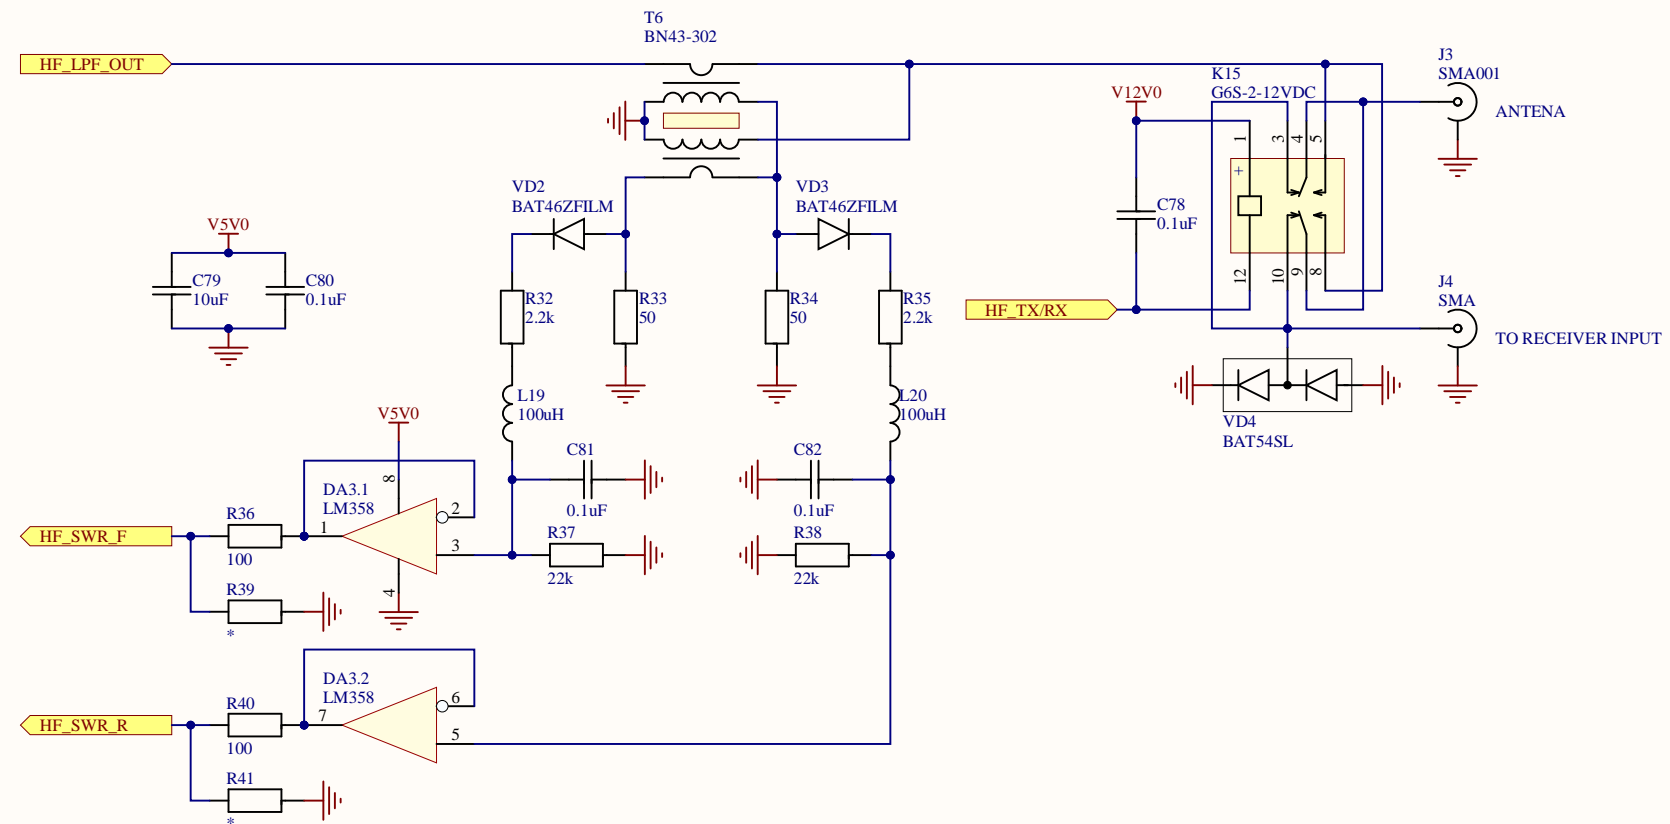 T6
BN43-302
HF_LPF_OUT
J3
SMA001
ANTENA
K15
G6S-2-12VDC
V12V0
1
3
4
5
+
12
10
9
8
C78
0.1uF
HF_TX/RX
J4
SMA
TO RECEIVER INPUT
VD4
BAT54SL
VD2
BAT46ZFILM
VD3
BAT46ZFILM
V5V0
C79
10uF
C80
0.1uF
R32
2.2k
R33
50
R34
50
R35
2.2k
L19
100uH
L20
100uH
V5V0
C81
0.1uF
C82
0.1uF
8
DA3.1
LM358
1
2
3
4
R36
100
HF_SWR_F
R37
22k
R38
22k
R39
*
DA3.2
LM358
7
6
5
R40
100
HF_SWR_R
R41
*